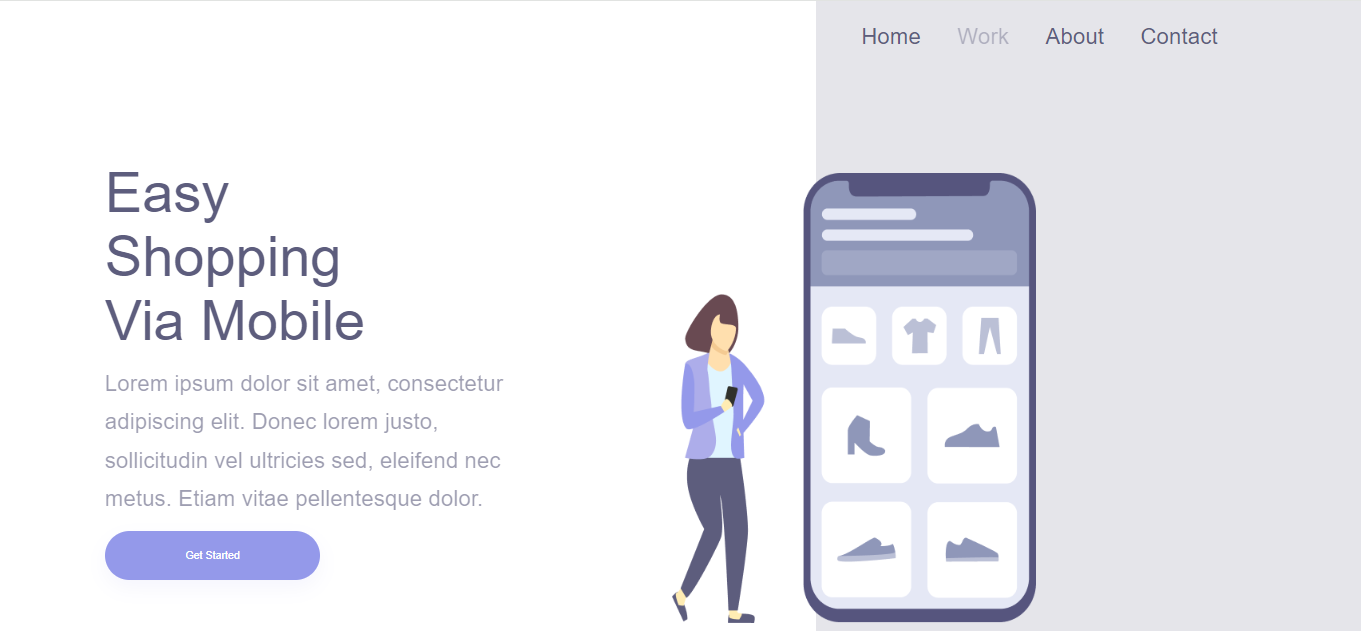 Home Work About Contact
Easy
Shopping
Via Mobile
Lorem ipsum dolor sit amet, consectetur
adipiscing elit. Donec lorem justo,
sollicitudin vel ultricies sed, eleifend nec
metus. Etiam vitae pellentesque dolor.
Get Started